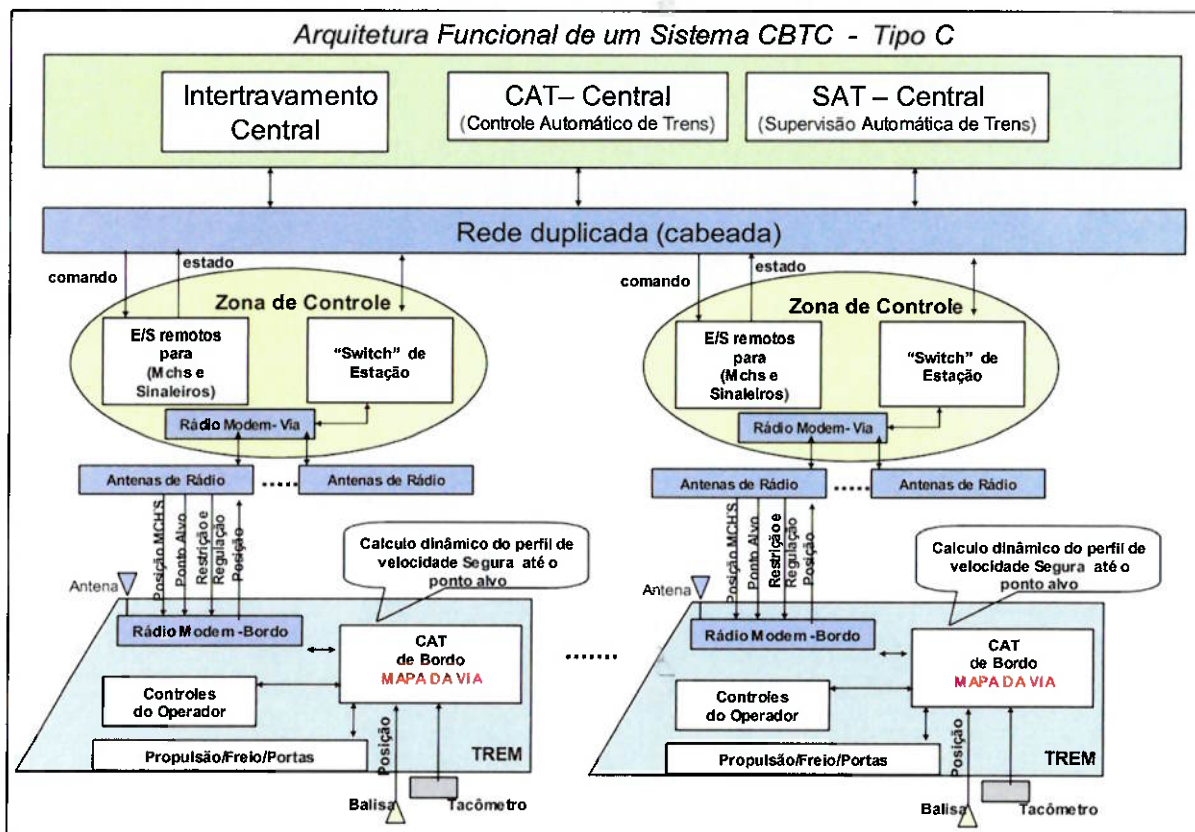 Arquitetura Funcional de um Sistema CBTC - Tipo C
Intertravamento
Central
CAT– Central
(Controle Automático de Trens)
SAT – Central
(Supervisão Automática de Trens)
Rede duplicada (cabeada)
comando
estado
Zona de Controle
E/S remotos
para
(Mchs e
Sinaleiros)
“Switch” de
Estação
Rádio Modem- Via
Antenas de Rádio
Antenas de Rádio
Posição MCH'S
Ponto Alvo
Restrição e
Regulação
Posição
Calculo dinâmico do perfil de
velocidade Segura até o
ponto alvo
Antena
Rádio Modem -Bordo
CAT
de Bordo
MAPA DA VIA
Controles
do Operador
Propulsão/Freio/Portas
Posição
TREM
Balisa
Tacômetro
comando
estado
Zona de Controle
E/S remotos
para
(Mchs e
Sinaleiros)
“Switch” de
Estação
Rádio Modem-Via
Antenas de Rádio
Antenas de Rádio
Posição MCH'S
Ponto Alvo
Restrição e
Regulação
Posição
Calculo dinâmico do perfil de
velocidade Segura até o
ponto alvo
Antena
Rádio Modem -Bordo
CAT
de Bordo
MAPA DA VIA
Controles
do Operador
Propulsão/Freio/Portas
Posição
TREM
Balisa
Tacômetro